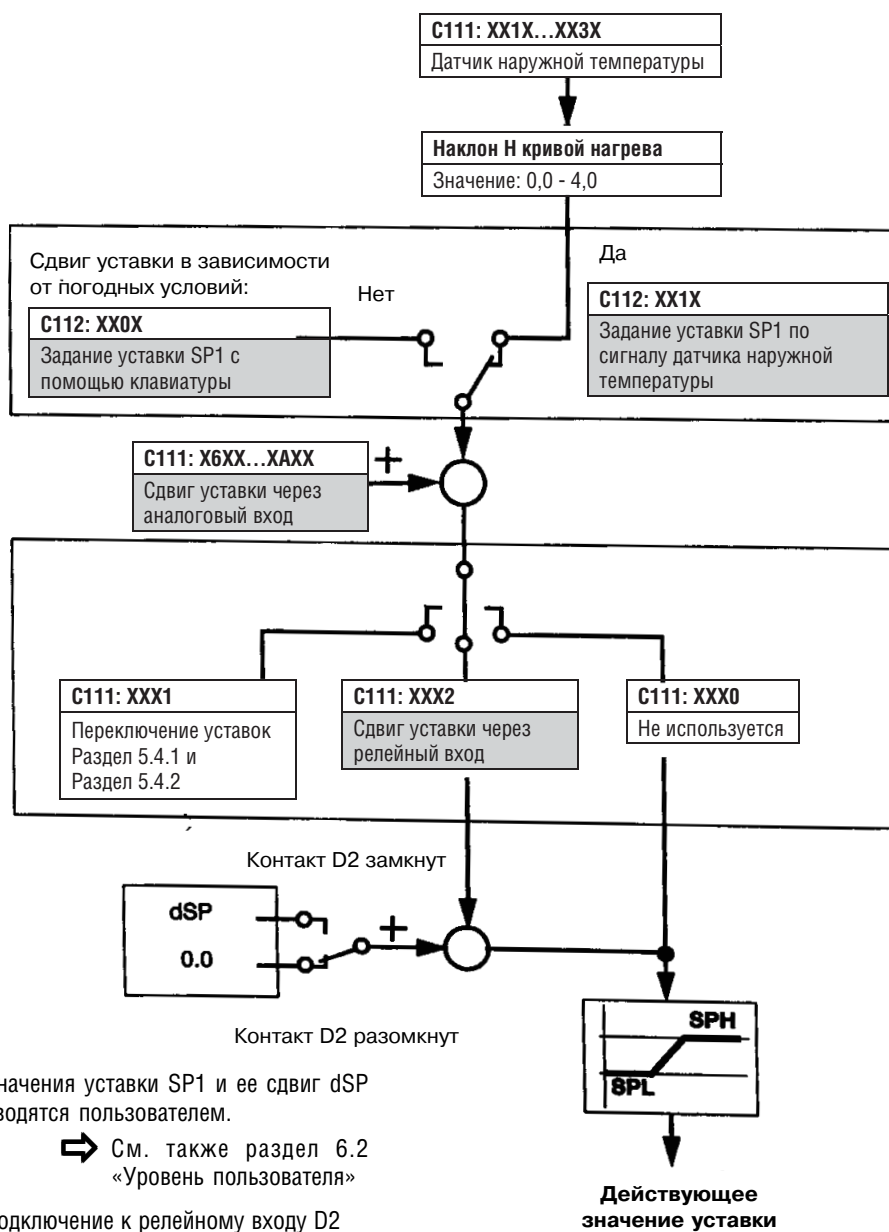 C111: XX1X...XX3X
Датчик наружной температуры
Наклон Н кривой нагрева
Значение: 0,0 - 4,0
Сдвиг уставки в зависимости
от погодных условий:
Нет
Да
C112: XX0X
Задание уставки SP1 с
помощью клавиатуры
C112: XX1X
Задание уставки SP1 по
сигналу датчика наружной
температуры
C111: X6XX...XAXX
Сдвиг уставки через
аналоговый вход
+
C111: XXX1
Переключение уставок
Раздел 5.4.1 и
Раздел 5.4.2
C111: XXX2
Сдвиг уставки через
релейный вход
C111: XXX0
Не используется
Контакт D2 замкнут
dSP
0.0
+
Контакт D2 разомкнут
SPH
SPL
начения уставки SP1 и ее сдвиг dSP
водятся пользователем.
См. также раздел 6.2
«Уровень пользователя»
одключение к релейному входу D2
Действующее
значение уставки